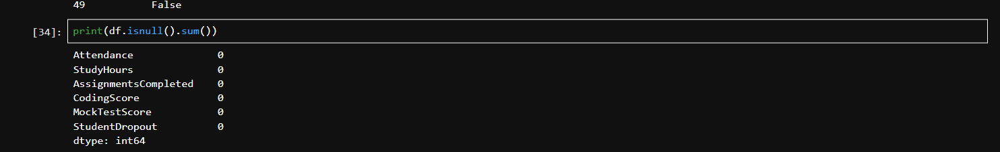 49 False
[34]: print(df.isnull().sum())
Attendance 0
StudyHours 0
AssignmentsCompleted 0
CodingScore 0
MockTestScore 0
StudentDropout 0
dtype: int64